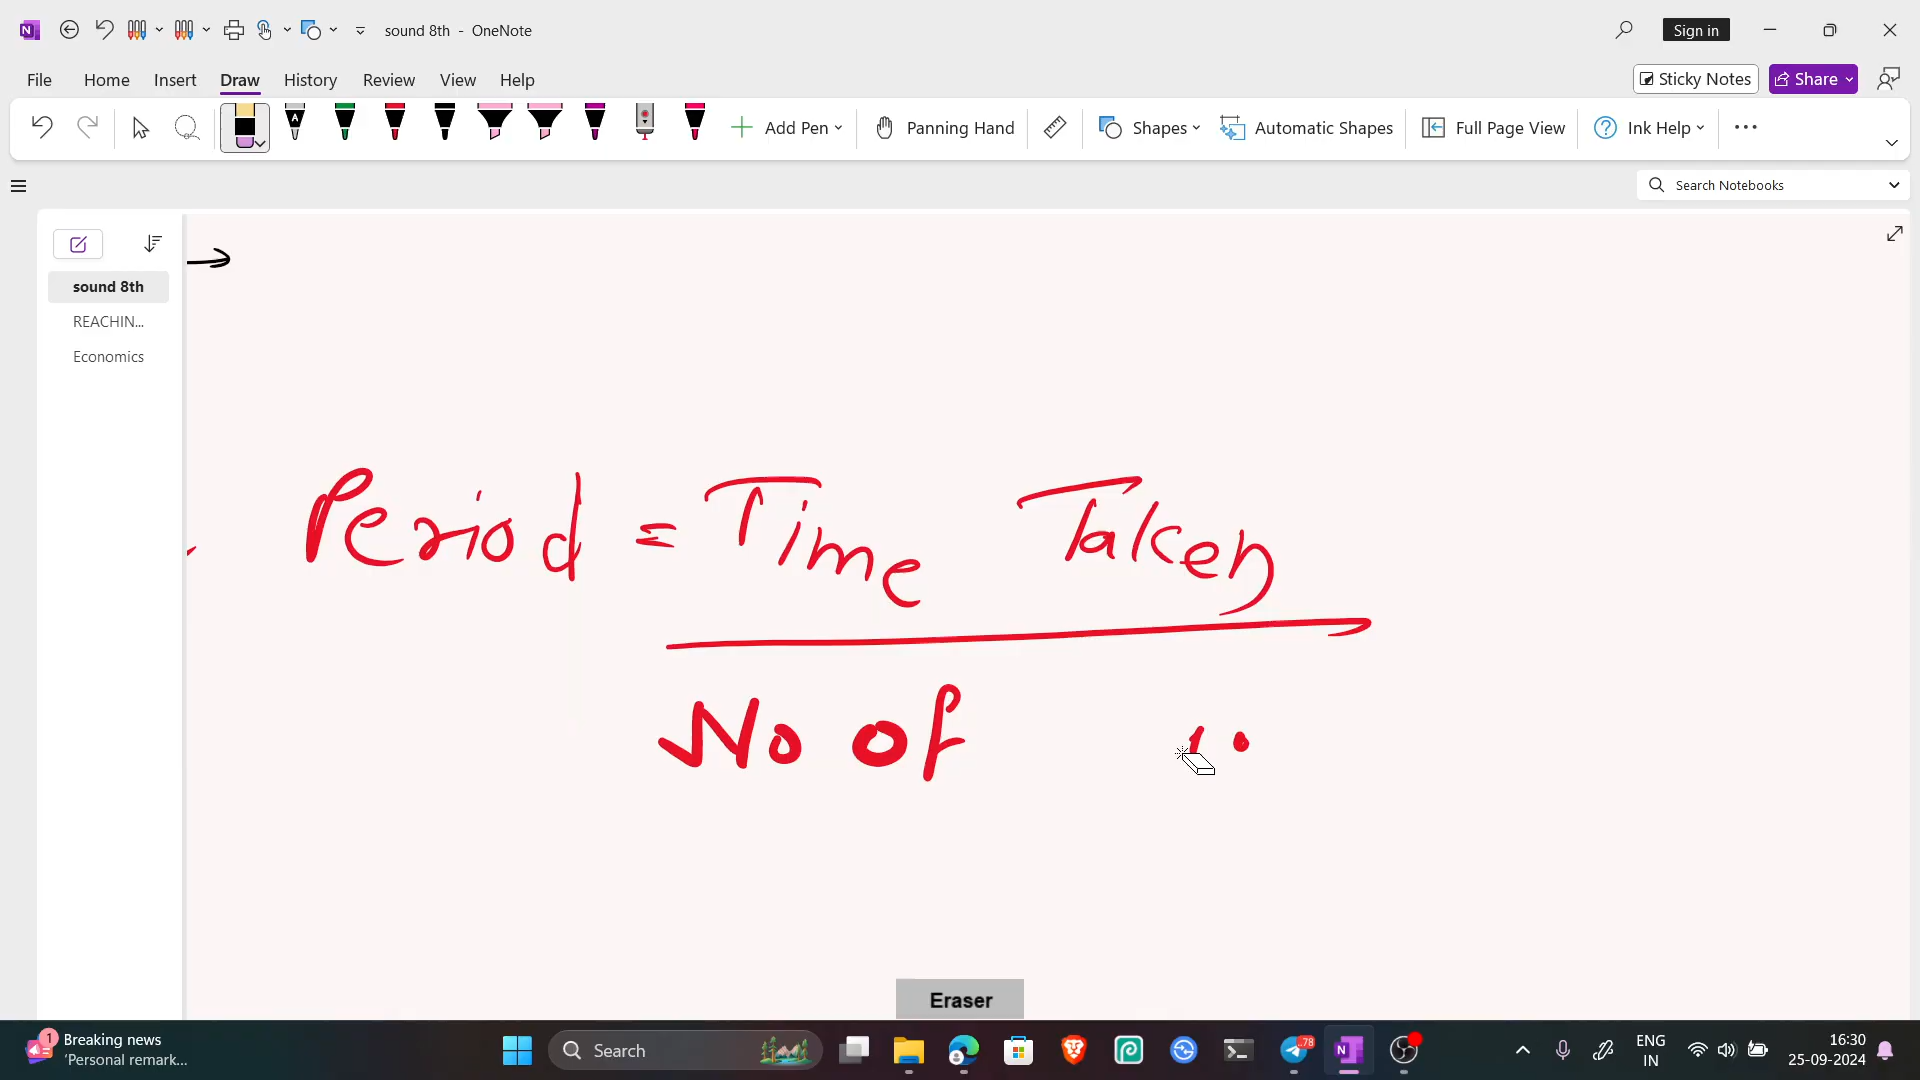 sound 8th - OneNote
Sign in
File Home Insert Draw History Review View Help
Sticky Notes Share
A
Add Pen Panning Hand Shapes Automatic Shapes Full Page View Ink Help
Search Notebooks
sound 8th
REACHIN...
Economics
Period = Time Taken
No of
Eraser
1
Breaking news
'Personal remark...
Search
78
ENG
IN
16:30
25-09-2024